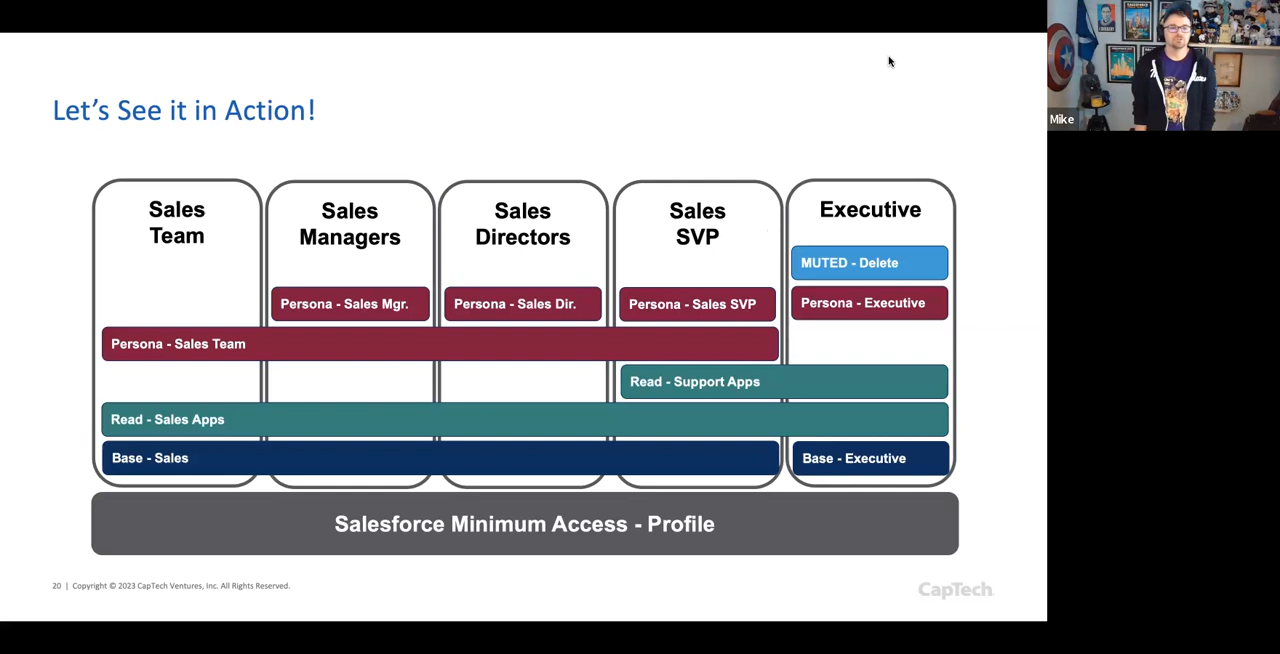 Let's See it in Action!
Sales
Team
Sales
Managers
Sales
Directors
Sales
SVP
Executive
MUTED - Delete
Persona - Sales Mgr.
Persona - Sales Dir.
Persona - Sales SVP
Persona - Executive
Persona - Sales Team
Read - Support Apps
Read - Sales Apps
Base - Sales
Base - Executive
Salesforce Minimum Access - Profile
20 | Copyright © 2023 CapTech Ventures, Inc. All Rights Reserved.
CapTech
Mike